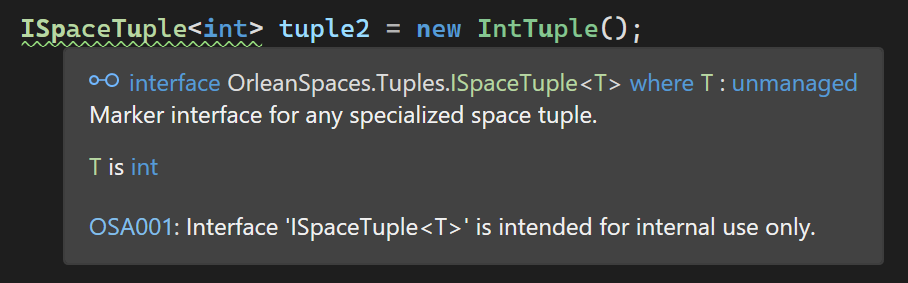 ISpaceTuple<int> tuple2 = new IntTuple();
interface OrleanSpaces.Tuples.ISpaceTuple<T> where T : unmanaged
Marker interface for any specialized space tuple.
T is int
OSA001: Interface 'ISpaceTuple<T>' is intended for internal use only.